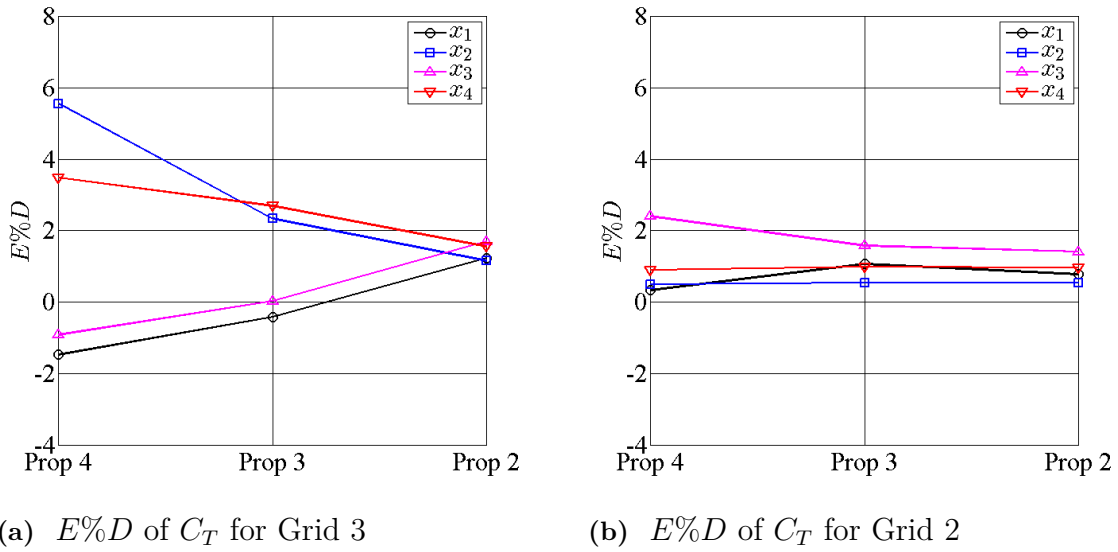 8
6
4
2
0
-2
-4
E%D
x1
x2
x3
x4
Prop 4 Prop 3 Prop 2
(a) E%D of C_T for Grid 3
8
6
4
2
0
-2
-4
E%D
x1
x2
x3
x4
Prop 4 Prop 3 Prop 2
(b) E%D of C_T for Grid 2